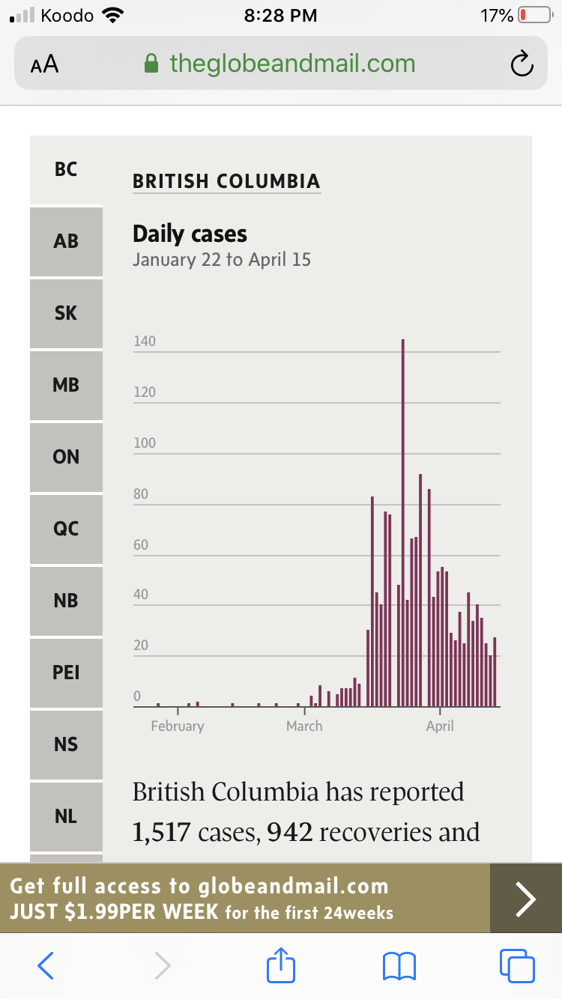 Koodo 8:28 PM 17%
AA theglobeandmail.com
BC
BRITISH COLUMBIA
AB
Daily cases
January 22 to April 15
SK
MB
ON
QC
NB
PEI
NS
NL
140
120
100
80
60
40
20
0
February March April
British Columbia has reported
1,517 cases, 942 recoveries and
Get full access to globeandmail.com
JUST $1.99PER WEEK for the first 24weeks